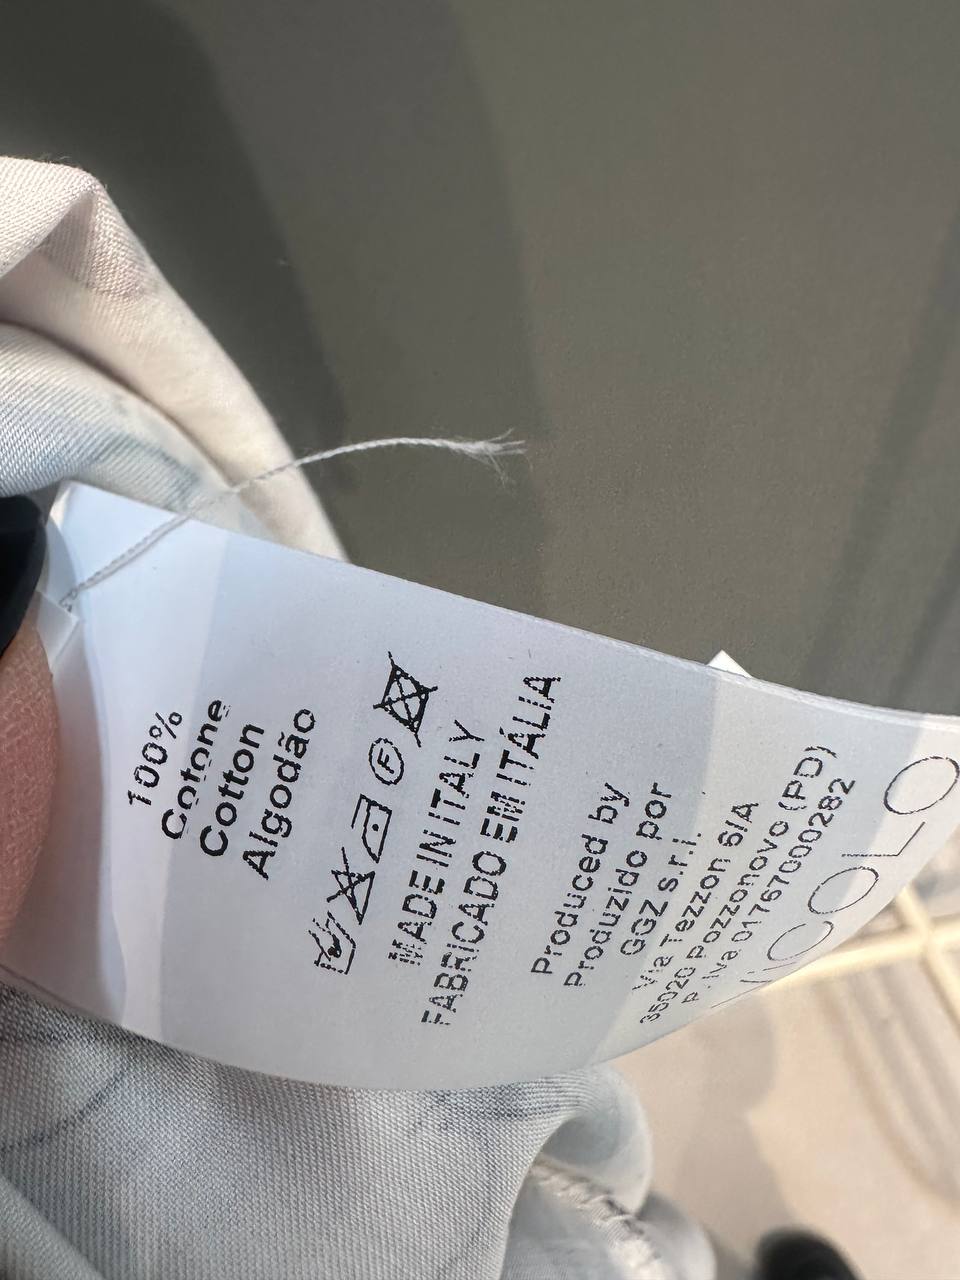 100%
Cotone
Cotton
Algodão
F
MADE IN ITALY
FABRICADO EM ITÁLIA
Produced by
Produzido por
GGZ s.r.l.
Via Tezzon 6/A
35020 Pozzonovo (PD)
P. Iva 01767000282